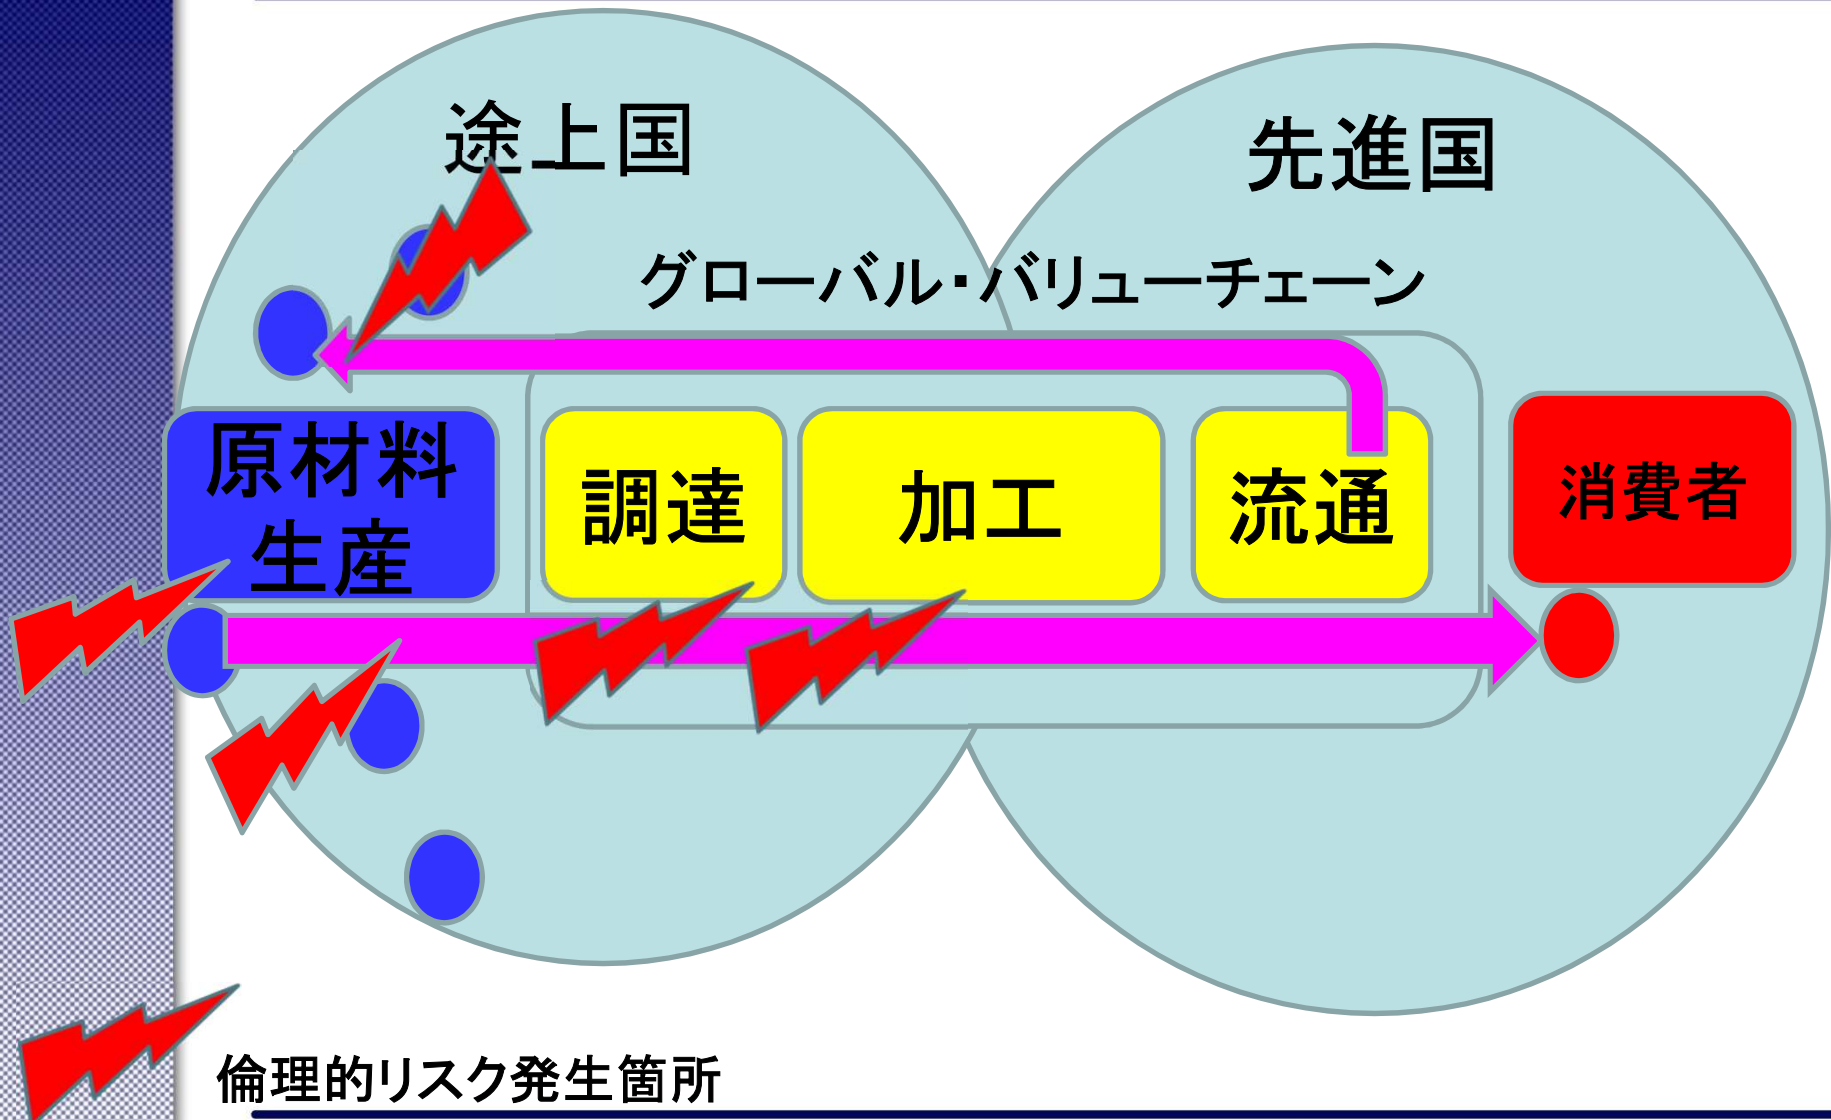 途上国
先進国
グローバル・バリューチェーン
原材料
生産
調達
加工
流通
消費者
倫理的リスク発生箇所